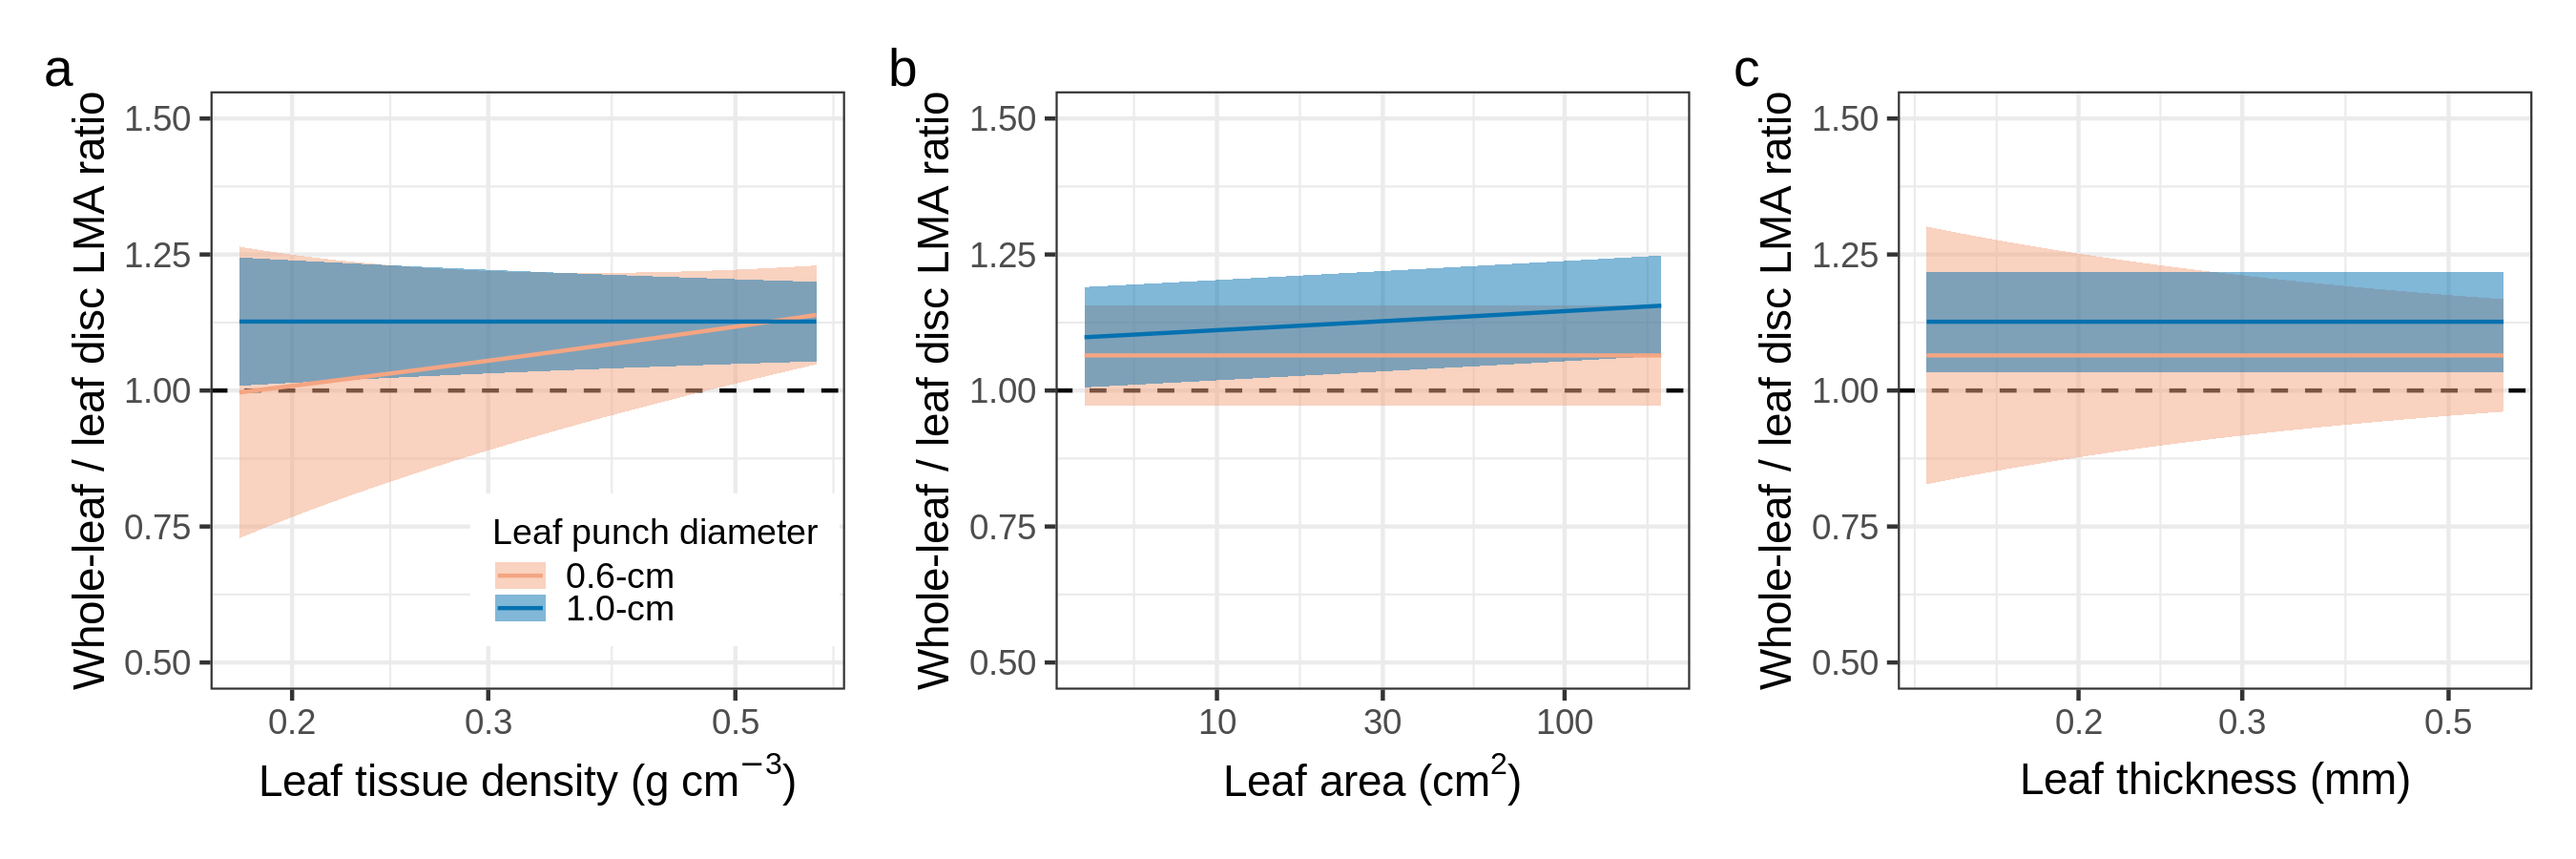 a
Whole-leaf / leaf disc LMA ratio
1.50
1.25
1.00
0.75
0.50
Leaf punch diameter
0.6-cm
1.0-cm
0.2 0.3 0.5
Leaf tissue density (g cm⁻³)
b
Whole-leaf / leaf disc LMA ratio
1.50
1.25
1.00
0.75
0.50
10 30 100
Leaf area (cm²)
c
Whole-leaf / leaf disc LMA ratio
1.50
1.25
1.00
0.75
0.50
0.2 0.3 0.5
Leaf thickness (mm)